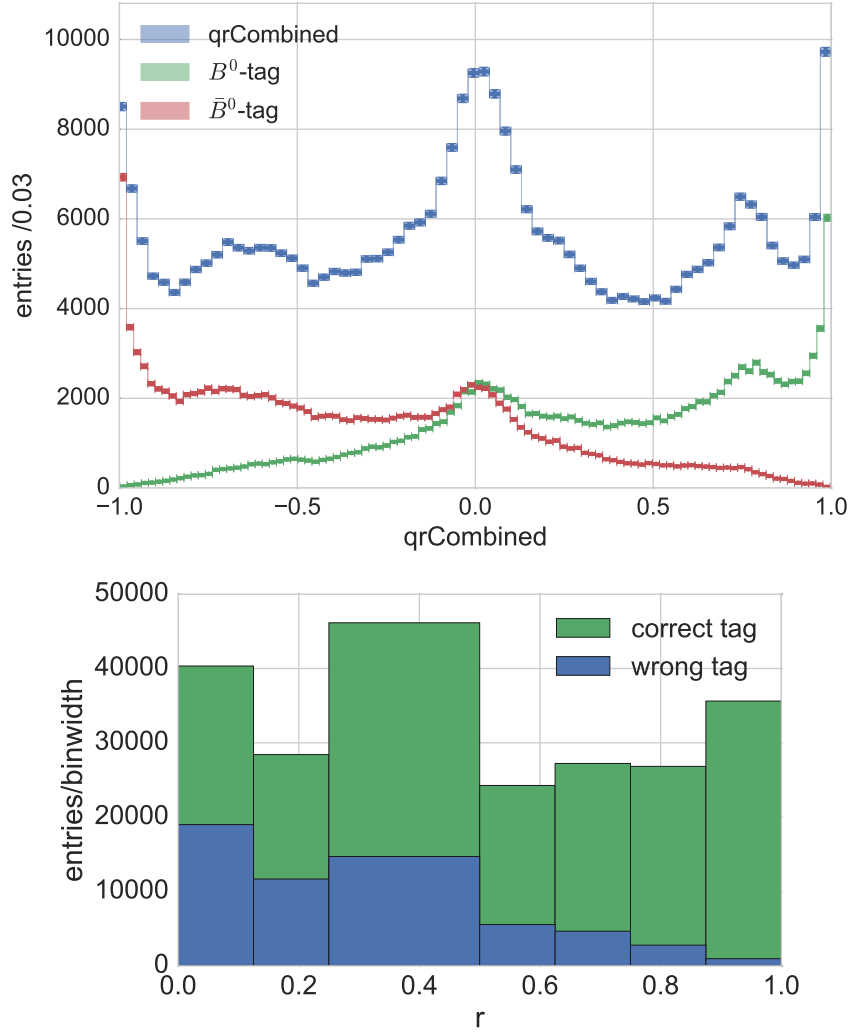 10000
8000
6000
4000
2000
0
entries /0.03
qrCombined
B⁰-tag
B̄⁰-tag
−1.0 −0.5 0.0 0.5 1.0
qrCombined
50000
40000
30000
20000
10000
0
entries/binwidth
correct tag
wrong tag
0.0 0.2 0.4 0.6 0.8 1.0
r